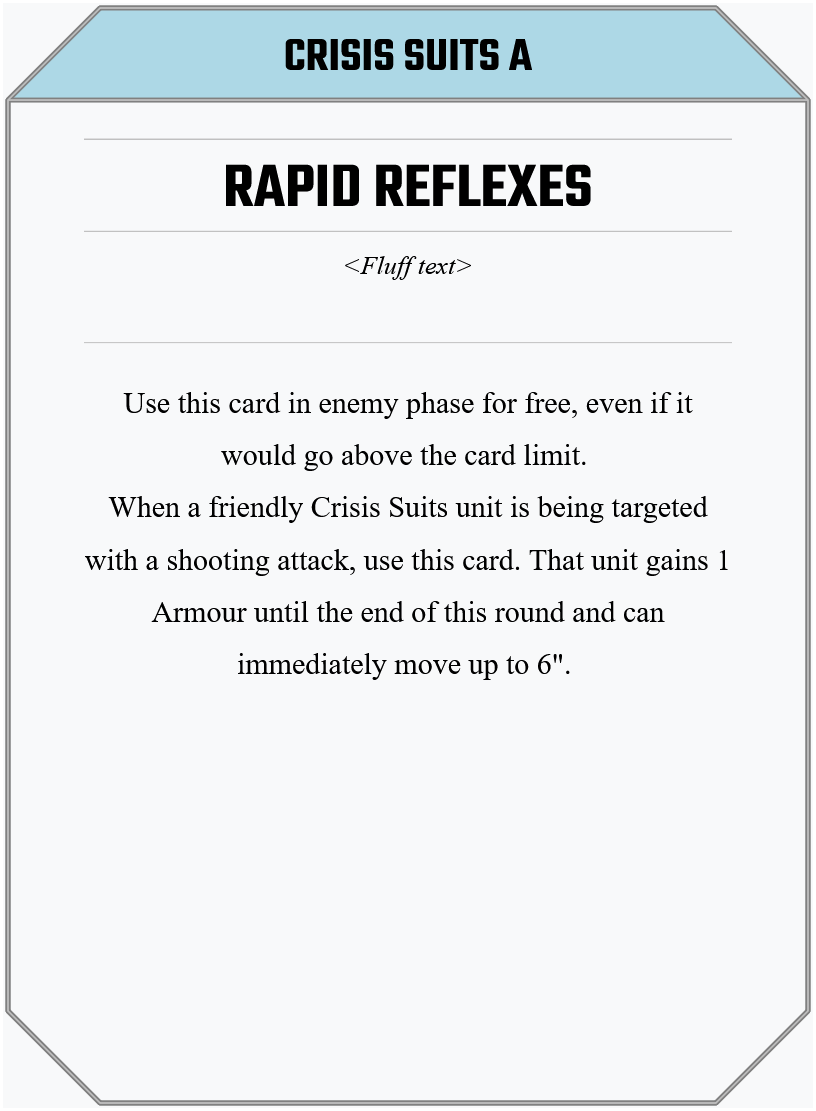 CRISIS SUITS A
RAPID REFLEXES
<Fluff text>
Use this card in enemy phase for free, even if it
would go above the card limit.
When a friendly Crisis Suits unit is being targeted
with a shooting attack, use this card. That unit gains 1
Armour until the end of this round and can
immediately move up to 6".